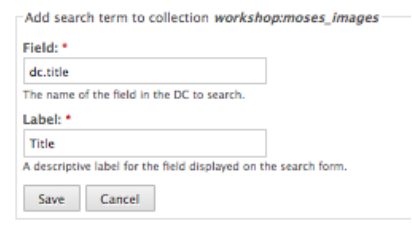 Add search term to collection workshop:moses_images
Field: *
dc.title
The name of the field in the DC to search.
Label: *
Title
A descriptive label for the field displayed on the search form.
Save Cancel